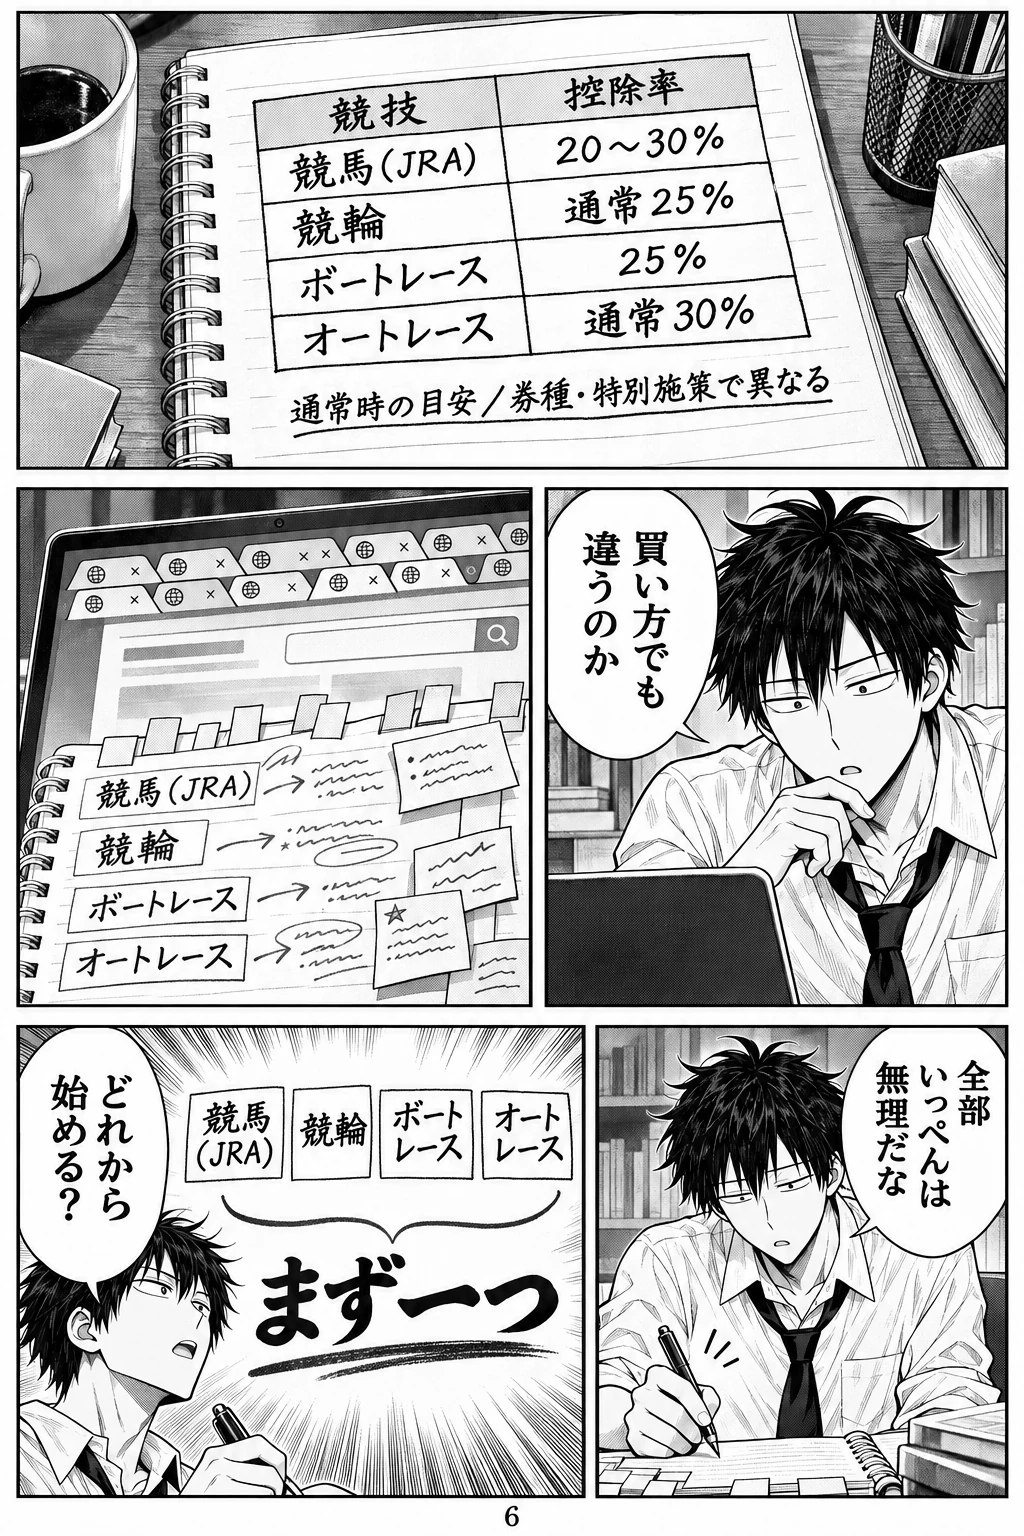 競技 控除率
競馬(JRA) 20～30%
競輪 通常25%
ボートレース 25%
オートレース 通常30%
通常時の目安/券種・特別施策で異なる
買い方でも
違うのか
競馬(JRA)
競輪
ボートレース
オートレース
全部
いっぺんは
無理だな
どれから
始める?
競馬
(JRA)
競輪
ボート
レース
オート
レース
まず一つ
6